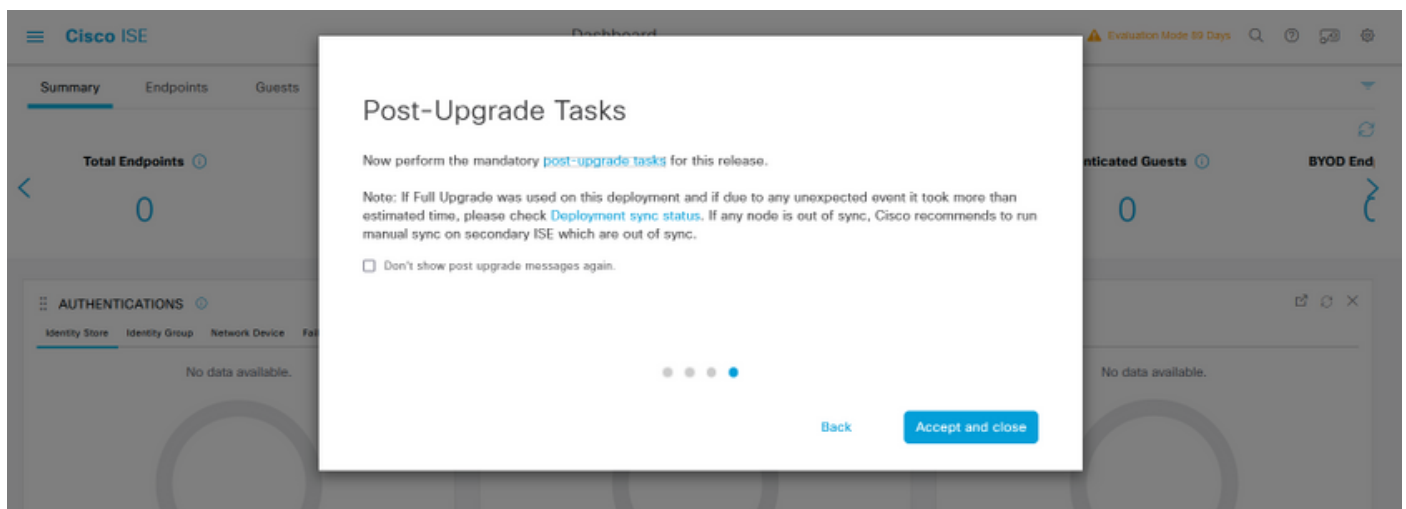 Cisco ISE
Dashboard
Evaluation Mode 89 Days
Summary Endpoints Guests
Total Endpoints
0
nticated Guests
0
BYOD End
Post-Upgrade Tasks
Now perform the mandatory post-upgrade tasks for this release.
Note: If Full Upgrade was used on this deployment and if due to any unexpected event it took more than
estimated time, please check Deployment sync status. If any node is out of sync, Cisco recommends to run
manual sync on secondary ISE which are out of sync.
Don't show post upgrade messages again.
Back
Accept and close
AUTHENTICATIONS
Identity Store Identity Group Network Device Fail
No data available.
No data available.